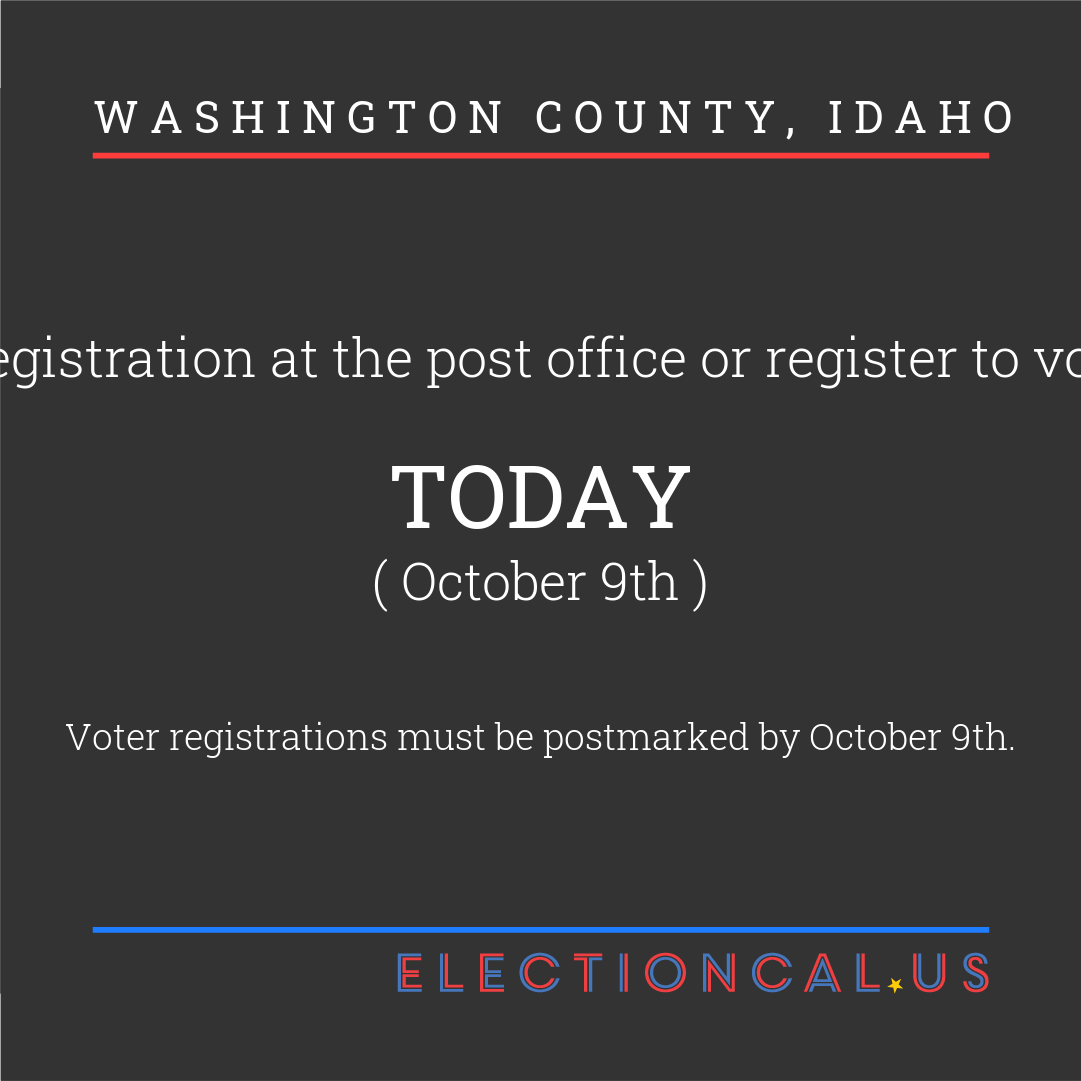 WASHINGTON COUNTY, IDAHO
egistration at the post office or register to vo
TODAY
( October 9th )
Voter registrations must be postmarked by October 9th.
ELECTIONCAL.US